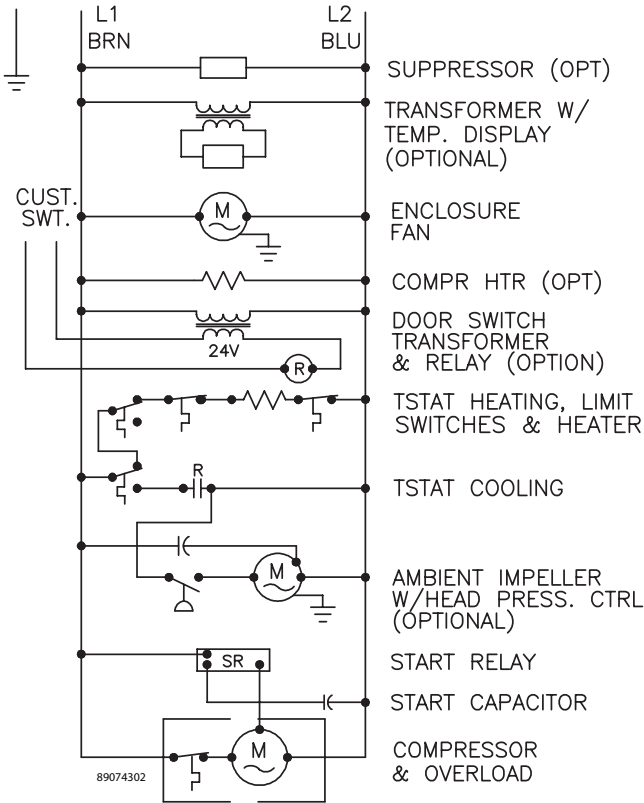 L1
BRN
L2
BLU
SUPPRESSOR (OPT)
TRANSFORMER W/
TEMP. DISPLAY
(OPTIONAL)
CUST.
SWT.
M
ENCLOSURE
FAN
COMPR HTR (OPT)
24V
R
DOOR SWITCH
TRANSFORMER
& RELAY (OPTION)
TSTAT HEATING, LIMIT
SWITCHES & HEATER
R
TSTAT COOLING
M
AMBIENT IMPELLER
W/HEAD PRESS. CTRL
(OPTIONAL)
SR
START RELAY
START CAPACITOR
M
COMPRESSOR
& OVERLOAD
89074302